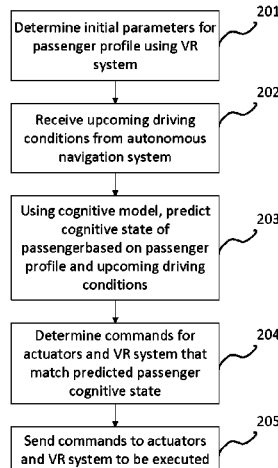 201
Determine initial parameters for
passenger profile using VR
system
202
Receive upcoming driving
conditions from autonomous
navigation system
203
Using cognitive model, predict
cognitive state of
passengerbased on passenger
profile and upcoming driving
conditions
204
Determine commands for
actuators and VR system that
match predicted passenger
cognitive state
205
Send commands to actuators
and VR system to be executed